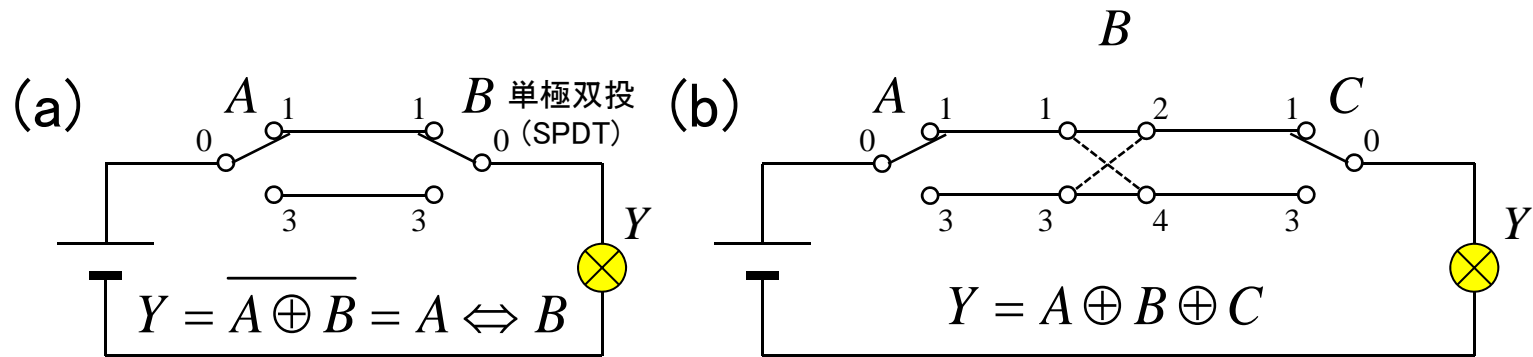 (a)
A 1 1 B 単極双投
0 0 (SPDT)
3 3
Y
Y = \overline{A ⊕ B} = A ⇔ B
(b)
B
A 1 1 2 1 C
0 0
3 3 4 3
Y
Y = A ⊕ B ⊕ C